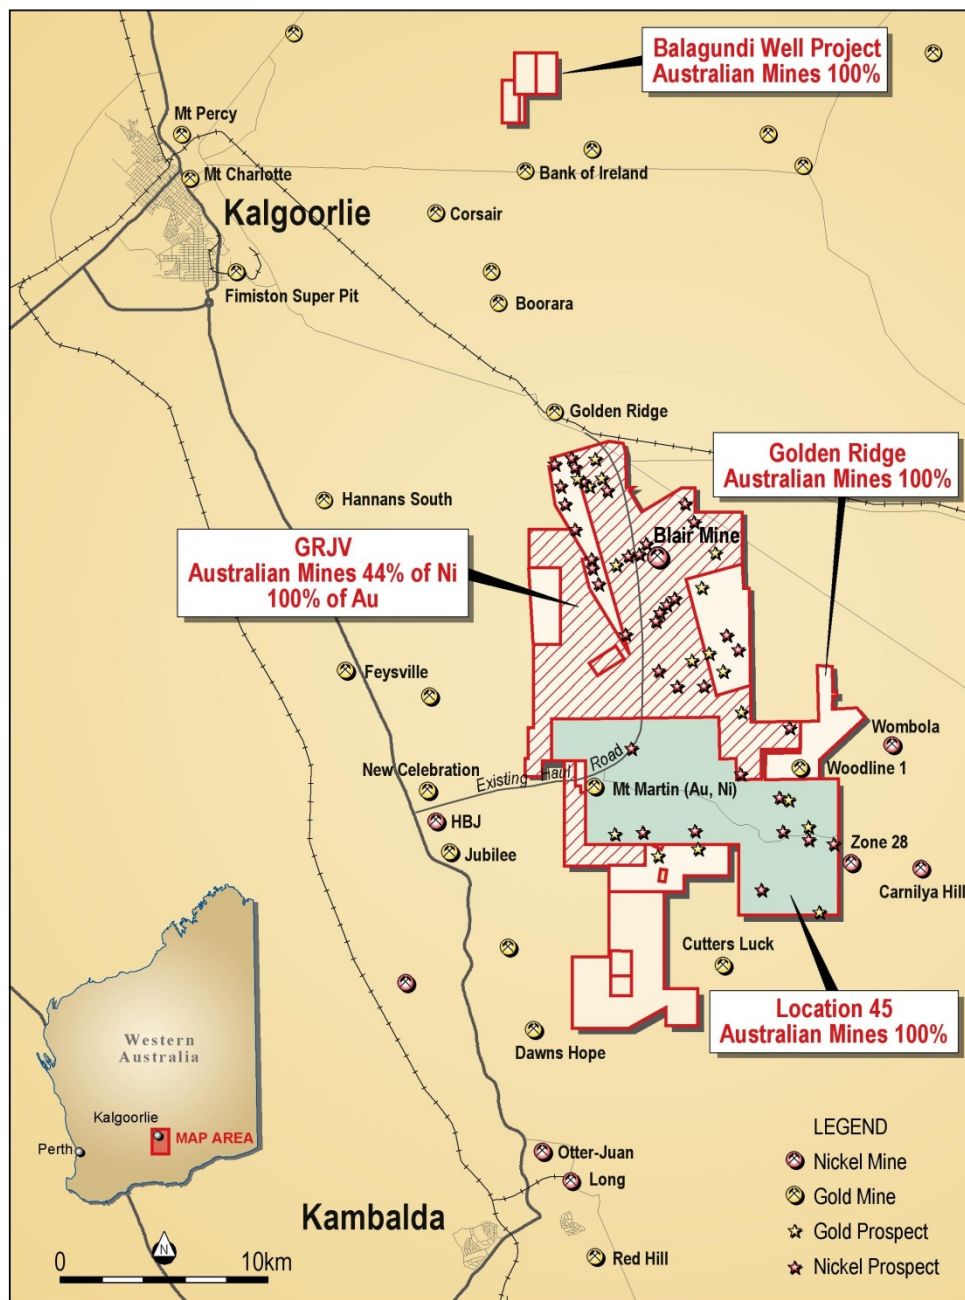 Balagundi Well Project
Australian Mines 100%
Mt Percy
Mt Charlotte
Bank of Ireland
Kalgoorlie
Corsair
Fimiston Super Pit
Boorara
Golden Ridge
Golden Ridge
Australian Mines 100%
Hannans South
Blair Mine
GRJV
Australian Mines 44% of Ni
100% of Au
Feysville
Wombola
New Celebration
Existing Haul Road
Woodline 1
Mt Martin (Au, Ni)
HBJ
Jubilee
Zone 28
Carnilya Hill
Cutters Luck
Location 45
Australian Mines 100%
Dawns Hope
Western
Australia
Kalgoorlie
MAP AREA
Perth
Otter-Juan
Long
Kambalda
Red Hill
LEGEND
Nickel Mine
Gold Mine
Gold Prospect
Nickel Prospect
N
0 10km